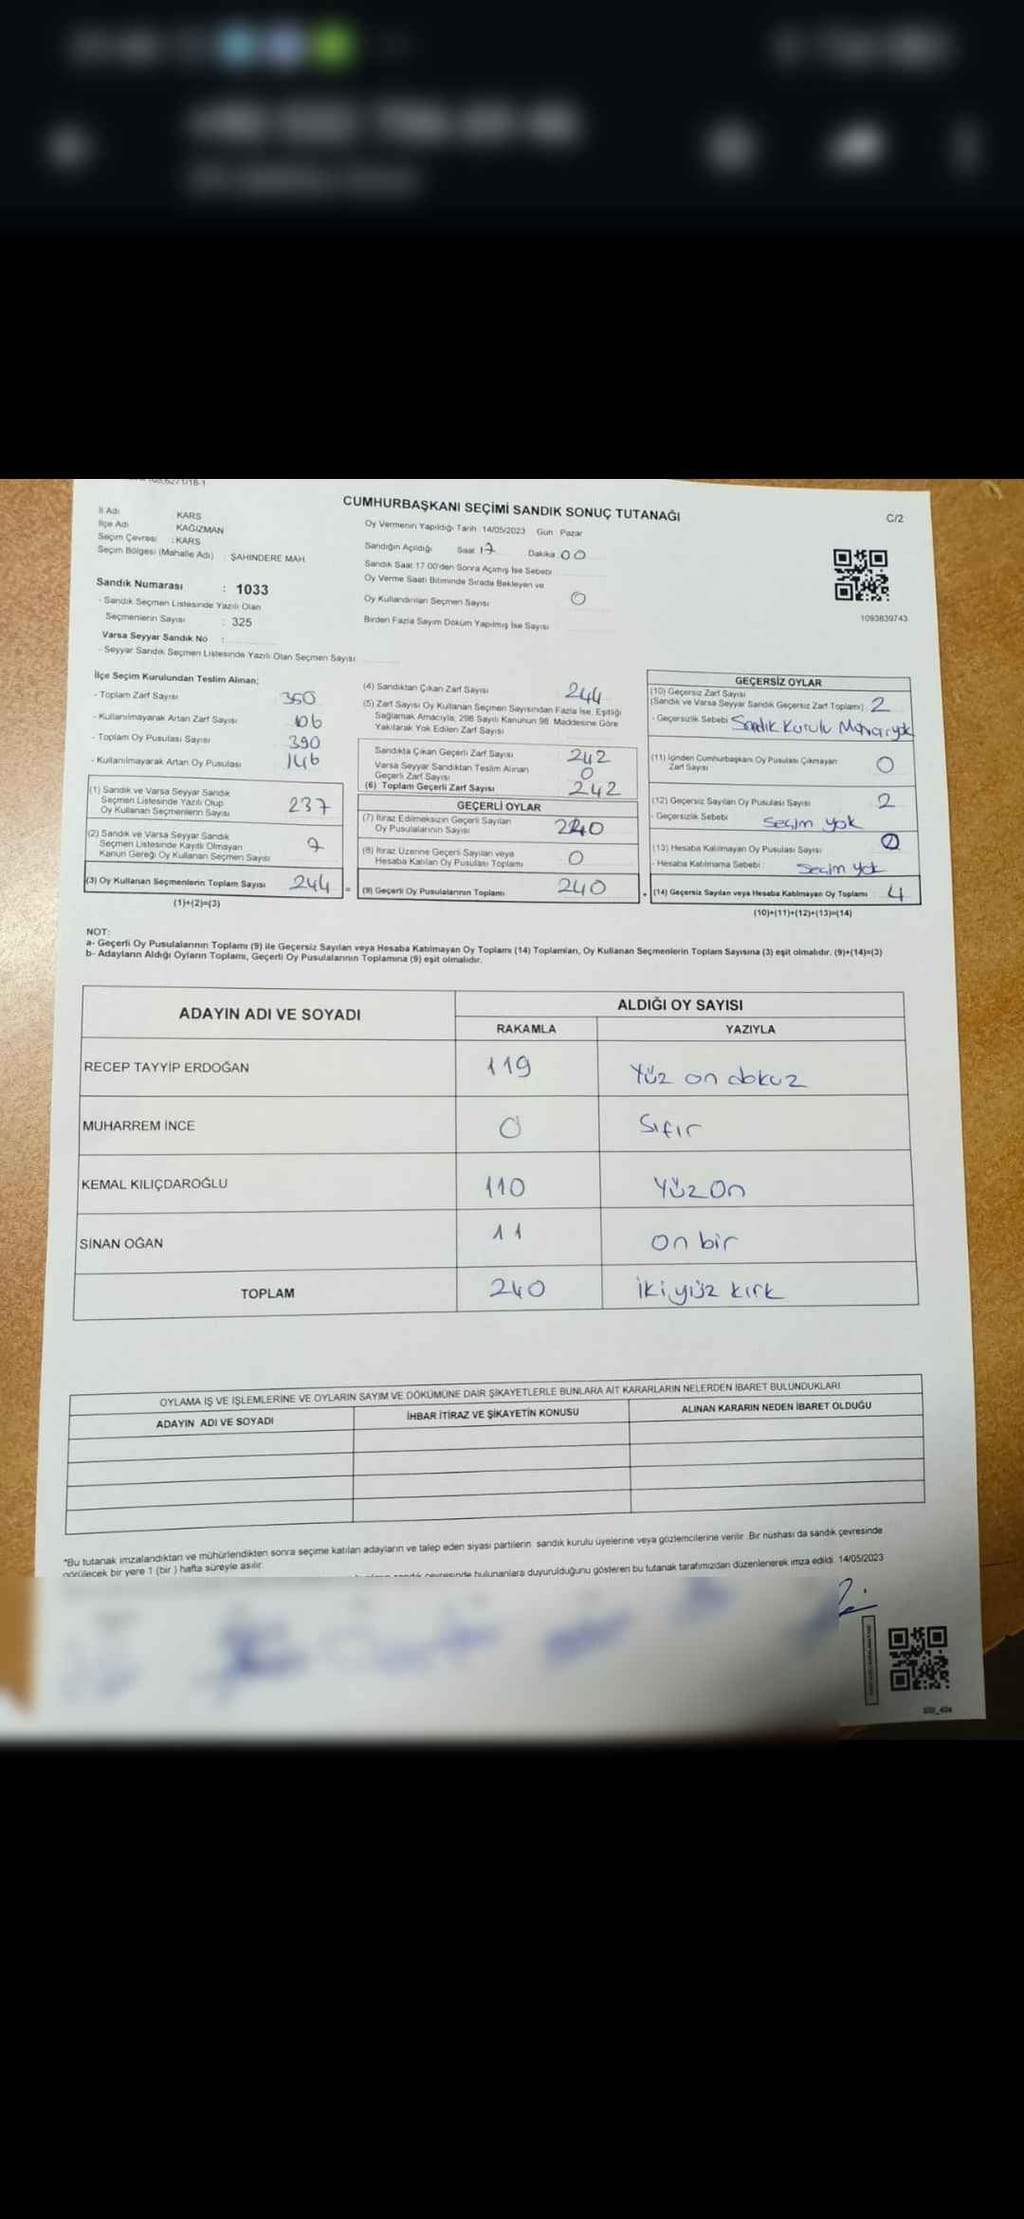 CUMHURBAŞKANI SEÇİMİ SANDIK SONUÇ TUTANAĞI
C/2
İl Adı KARS
İlçe Adı KAĞIZMAN
Seçim Çevresi : KARS
Seçim Bölgesi (Mahalle Adı) : ŞAHİNDERE MAH
Sandık Numarası : 1033
- Sandık Seçmen Listesinde Yazılı Olan
Seçmenlerin Sayısı : 325
Varsa Seyyar Sandık No :
- Seyyar Sandık Seçmen Listesinde Yazılı Olan Seçmen Sayısı
Oy Vermenin Yapıldığı Tarih : 14/05/2023 Gün : Pazar
Sandığın Açıldığı Saat 17 Dakika 00
Sandık Saat 17.00'den Sonra Açımış İse Sebebi
Oy Verme Saati Bitiminde Sırada Bekleyen ve
Oy Kullandırılan Seçmen Sayısı 0
Birden Fazla Sayım Döküm Yapılmış İse Sayısı
1093839743
İlçe Seçim Kurulundan Teslim Alınan;
- Toplam Zarf Sayısı 350
- Kullanılmayarak Artan Zarf Sayısı 106
- Toplam Oy Pusulası Sayısı 390
- Kullanılmayarak Artan Oy Pusulası 146
(1) Sandık ve Varsa Seyyar Sandık
Seçmen Listesinde Yazılı Olup
Oy Kullanan Seçmenlerin Sayısı 237
(2) Sandık ve Varsa Seyyar Sandık
Seçmen Listesinde Kayıtlı Olmayan
Kanun Gereği Oy Kullanan Seçmen Sayısı 7
(3) Oy Kullanan Seçmenlerin Toplam Sayısı 244
(1)+(2)=(3)
(4) Sandıktan Çıkan Zarf Sayısı 244
(5) Zarf Sayısı Oy Kullanan Seçmen Sayısından Fazla İse, Eşitliği
Sağlamak Amacıyla, 298 Sayılı Kanunun 98. Maddesine Göre
Yakılarak Yok Edilen Zarf Sayısı
Sandıkta Çıkan Geçerli Zarf Sayısı 242
Varsa Seyyar Sandıktan Teslim Alınan
Geçerli Zarf Sayısı 0
(6) Toplam Geçerli Zarf Sayısı 242
GEÇERLİ OYLAR
(7) İtiraz Edilmeksizin Geçerli Sayılan
Oy Pusulalarının Sayısı 240
(8) İtiraz Üzerine Geçerli Sayılan veya
Hesaba Katılan Oy Pusulası Toplamı 0
(9) Geçerli Oy Pusulalarının Toplamı 240
GEÇERSİZ OYLAR
(10) Geçersiz Zarf Sayısı
(Sandık ve Varsa Seyyar Sandık Geçersiz Zarf Toplamı) 2
- Geçersizlik Sebebi Sandık Kurulu Mührü yok
(11) İçinden Cumhurbaşkanı Oy Pusulası Çıkmayan
Zarf Sayısı 0
(12) Geçersiz Sayılan Oy Pusulası Sayısı 2
- Geçersizlik Sebebi Seçim yok
(13) Hesaba Katılmayan Oy Pusulası Sayısı
- Hesaba Katılmama Sebebi : Seçim yok
(14) Geçersiz Sayılan veya Hesaba Katılmayan Oy Toplamı 4
(10)+(11)+(12)+(13)=(14)
NOT:
a- Geçerli Oy Pusulalarının Toplamı (9) ile Geçersiz Sayılan veya Hesaba Katılmayan Oy Toplamı (14) Toplamları, Oy Kullanan Seçmenlerin Toplam Sayısına (3) eşit olmalıdır. (9)+(14)=(3)
b- Adayların Aldığı Oyların Toplamı, Geçerli Oy Pusulalarının Toplamına (9) eşit olmalıdır.
ADAYIN ADI VE SOYADI
ALDIĞI OY SAYISI
RAKAMLA YAZIYLA
RECEP TAYYİP ERDOĞAN 119 Yüz on dokuz
MUHARREM İNCE 0 Sıfır
KEMAL KILIÇDAROĞLU 110 Yüz On
SİNAN OĞAN 11 on bir
TOPLAM 240 İki yüz kırk
OYLAMA İŞ VE İŞLEMLERİNE VE OYLARIN SAYIM VE DÖKÜMÜNE DAİR ŞİKAYETLERLE BUNLARA AİT KARARLARIN NELERDEN İBARET BULUNDUKLARI
ADAYIN ADI VE SOYADI İHBAR İTİRAZ VE ŞİKAYETİN KONUSU ALINAN KARARIN NEDEN İBARET OLDUĞU
*Bu tutanak imzalandıktan ve mühürlendikten sonra seçime katılan adayların ve talep eden siyasi partilerin sandık kurulu üyelerine veya gözlemcilerine verilir. Bir nüshası da sandık çevresinde
görülecek bir yere 1 (bir) hafta süreyle asılır.
sandık çevresinde bulunanlara duyurulduğunu gösteren bu tutanak tarafımızdan düzenlenerek imza edildi. 14/05/2023